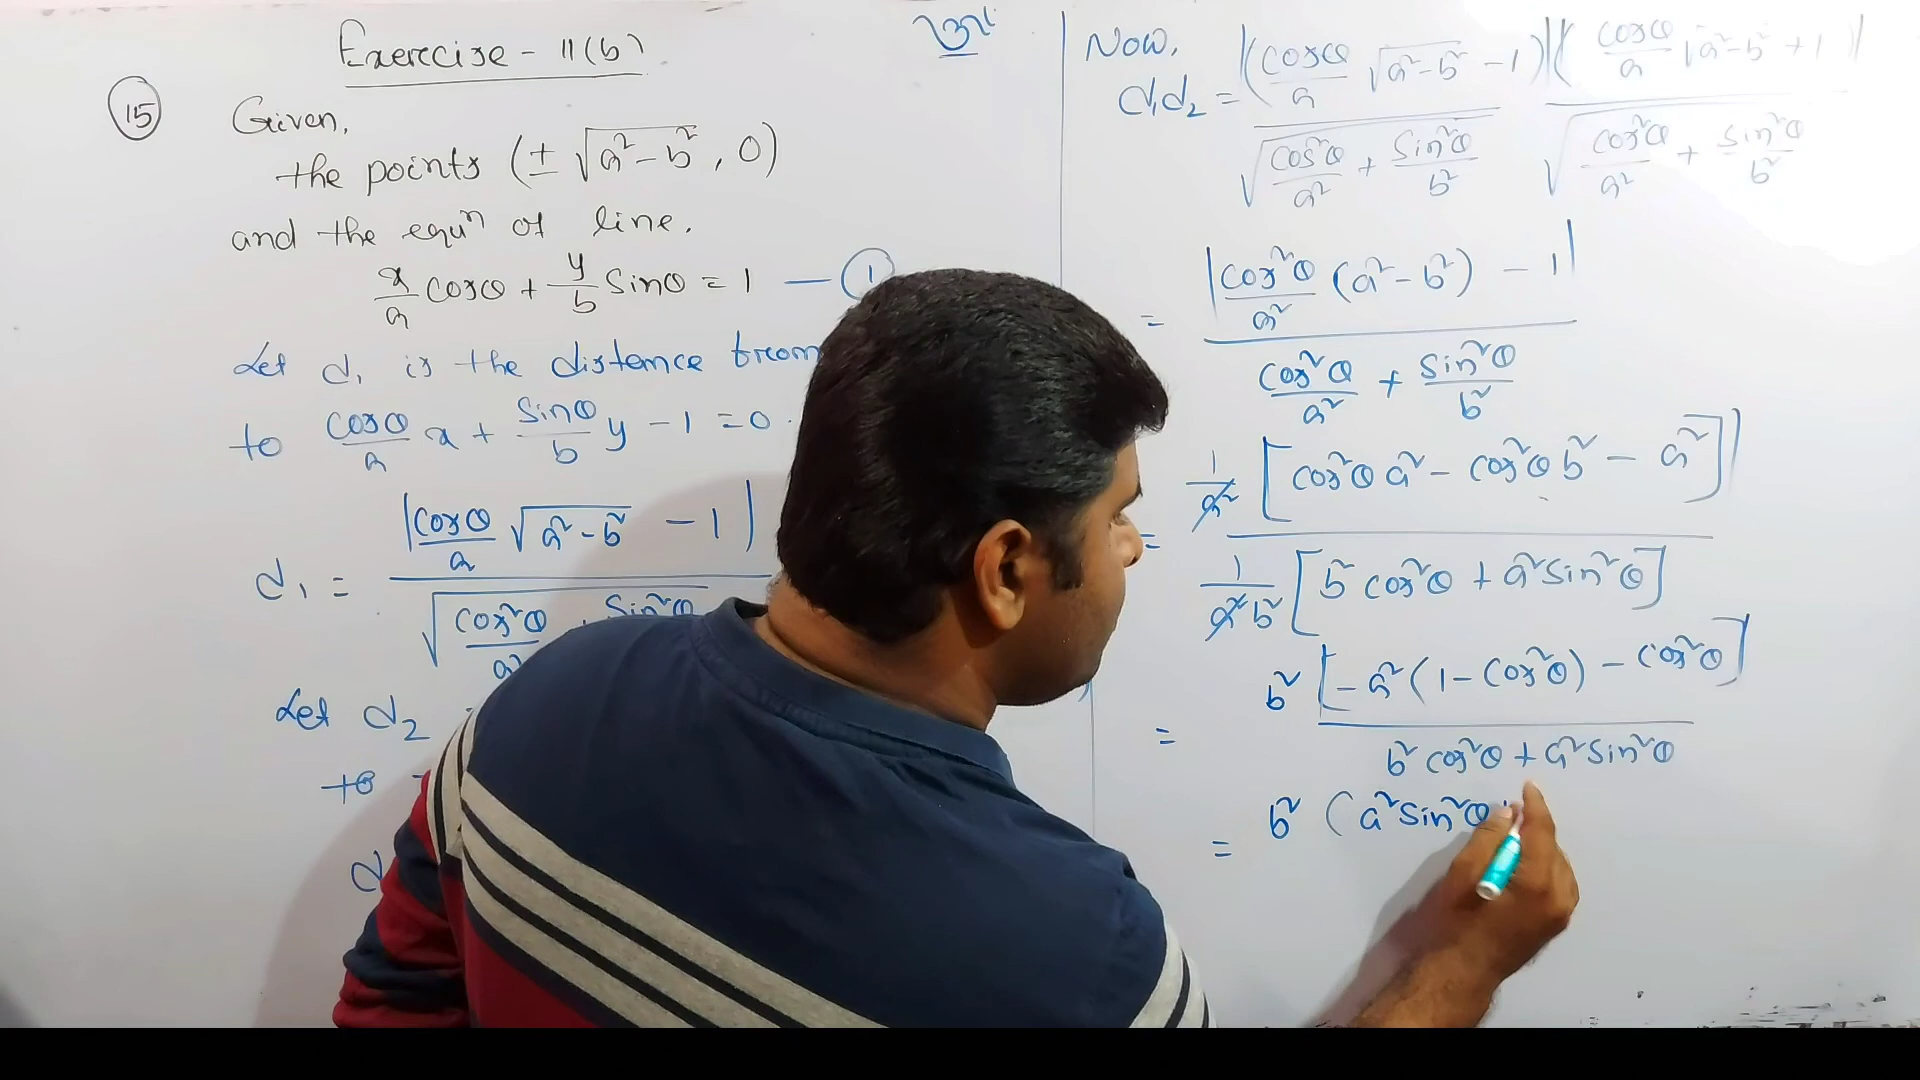 Exercise - 11(b)
15
Given,
the points (± √a²-b², 0)
and the equⁿ of line.
x/a cosθ + y/b sinθ = 1 — 1
Let d₁ is the distance from
to cosθ/a x + sinθ/b y - 1 = 0.
d₁ = |cosθ/a √a²-b² - 1| / √cos²θ/a² + sin²θ
Let d₂
to
d
Now,
d₁d₂ = |(cosθ/a √a²-b² - 1)| / √cos²θ/a² + sin²θ/b² |(cosθ/a √a²-b² + 1| / √cos²θ/a² + sin²θ/b²
= |cos²θ/a² (a²-b²) - 1| / cos²θ/a² + sin²θ/b²
= 1/a² [cos²θ a² - cos²θ b² - a²]| / 1/a²b² [b² cos²θ + a² sin²θ]
= b² [-a² (1 - cos²θ) - cos²θ] / b² cos²θ + a² sin²θ
= b² (a² sin²θ